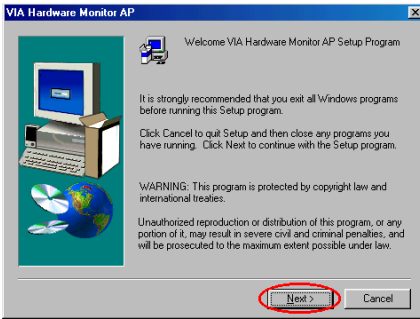 VIA Hardware Monitor AP
Welcome VIA Hardware Monitor AP Setup Program
It is strongly recommended that you exit all Windows programs
before running this Setup program.
Click Cancel to quit Setup and then close any programs you
have running. Click Next to continue with the Setup program.
WARNING: This program is protected by copyright law and
international treaties.
Unauthorized reproduction or distribution of this program, or any
portion of it, may result in severe civil and criminal penalties, and
will be prosecuted to the maximum extent possible under law.
Next >
Cancel